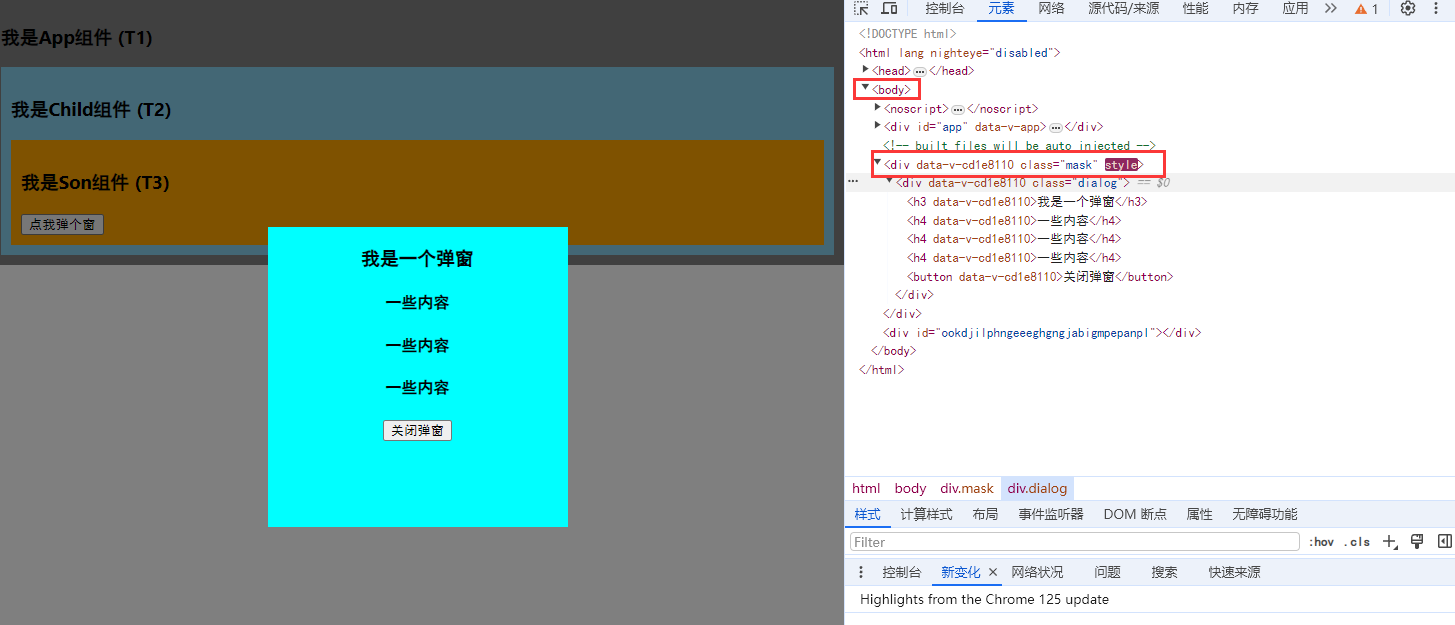 我是App组件 (T1)
我是Child组件 (T2)
我是Son组件 (T3)
点我弹个窗
我是一个弹窗
一些内容
一些内容
一些内容
关闭弹窗
控制台 元素 网络 源代码/来源 性能 内存 应用 1
<!DOCTYPE html>
<html lang nighteye="disabled">
<head>…</head>
<body>
<noscript>…</noscript>
<div id="app" data-v-app>…</div>
<!-- built files will be auto injected -->
<div data-v-cd1e8110 class="mask" style>
<div data-v-cd1e8110 class="dialog"> == $0
<h3 data-v-cd1e8110>我是一个弹窗</h3>
<h4 data-v-cd1e8110>一些内容</h4>
<h4 data-v-cd1e8110>一些内容</h4>
<h4 data-v-cd1e8110>一些内容</h4>
<button data-v-cd1e8110>关闭弹窗</button>
</div>
</div>
<div id="ookdjilphngeeeghgngjabigmpepanpl"></div>
</body>
</html>
html body div.mask div.dialog
样式 计算样式 布局 事件监听器 DOM 断点 属性 无障碍功能
Filter :hov .cls
控制台 新变化 网络状况 问题 搜索 快速来源
Highlights from the Chrome 125 update